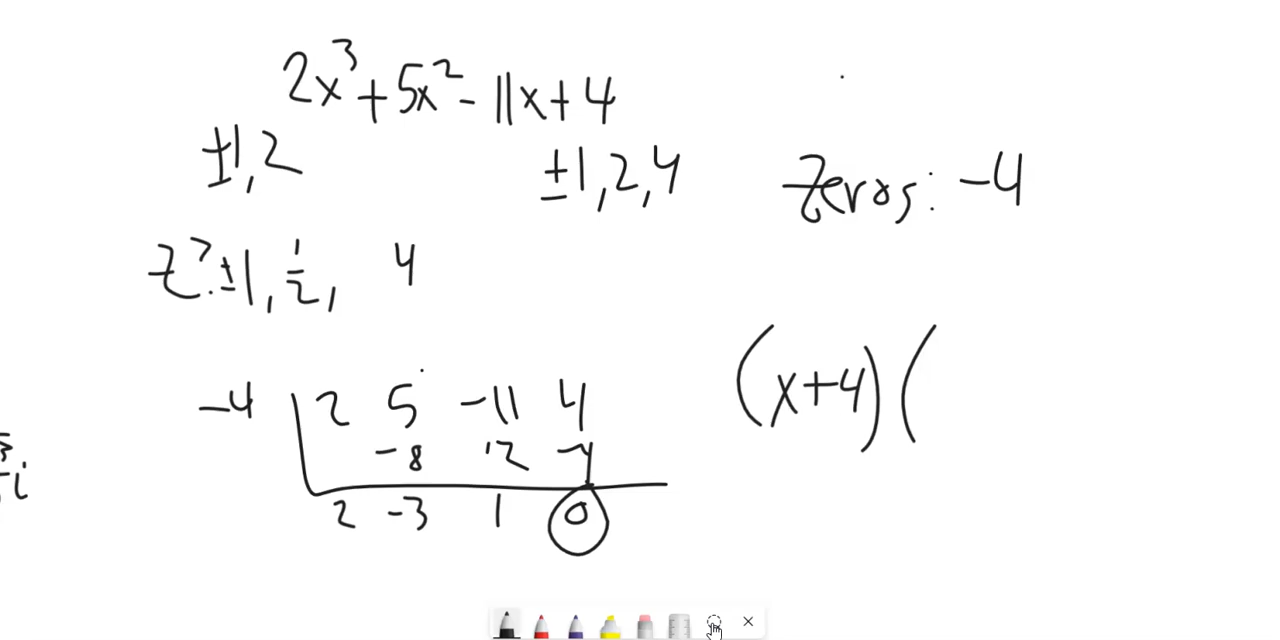 2x³ + 5x² - 11x + 4
±1, 2
±1, 2, 4
Zeros: -4
Z?: ±1, 1/2, 4
(x+4)(
-4 | 2 5 -11 4
-8 12 -4
2 -3 1 0
i